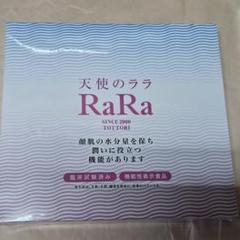 天使のララ
RaRa
SINCE 2000
TOTTORI
顔肌の水分量を保ち
潤いに役立つ
機能があります
臨床試験済み 機能性表示食品